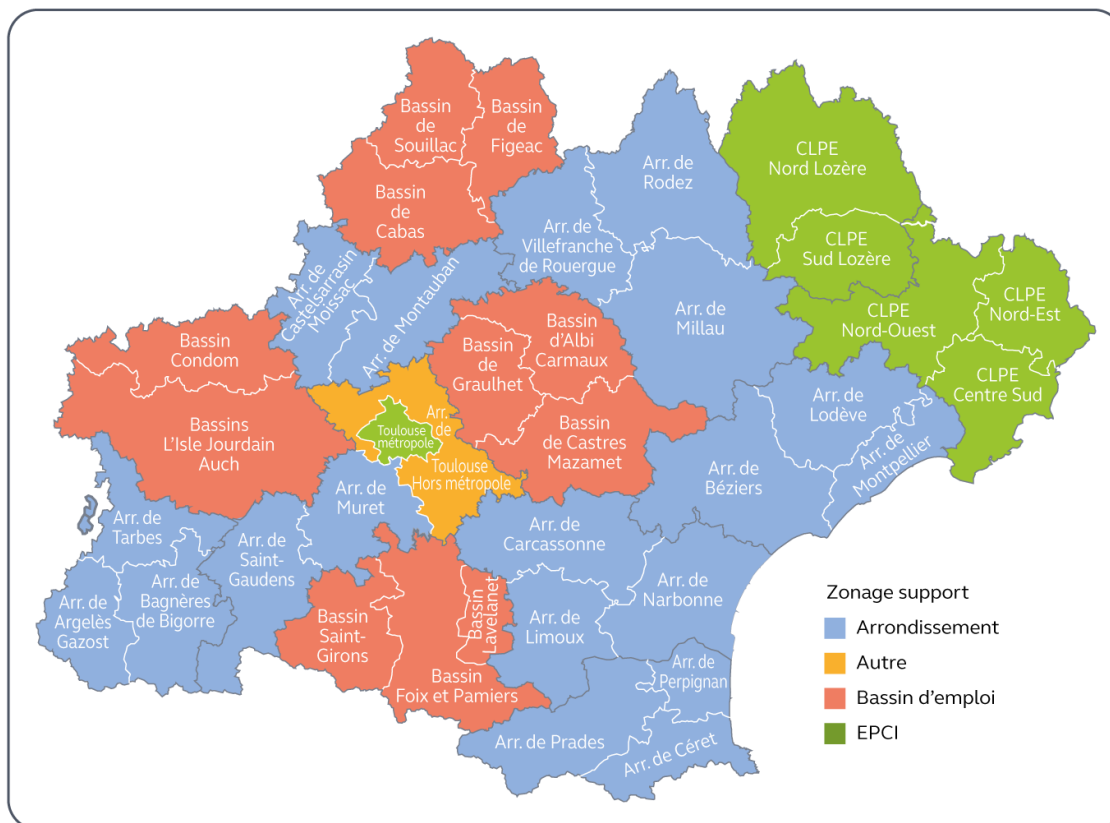 Bassin
de
Souillac
Bassin
de
Figeac
Bassin
de
Cabas
Arr. de
Rodez
CLPE
Nord Lozère
Arr. de
Villefranche
de Rouergue
CLPE
Sud Lozère
Arr. de
Castelsarrasin
Moissac
Arr. de Montauban
Arr. de
Millau
CLPE
Nord-Ouest
CLPE
Nord-Est
Bassin
Condom
Bassin
de
Graulhet
Bassin
d'Albi
Carmaux
CLPE
Centre Sud
Arr. de
Lodève
Arr. de
Montpellier
Bassins
L'Isle Jourdain
Auch
Toulouse
métropole
Arr.
de
Toulouse
Hors métropole
Bassin
de Castres
Mazamet
Arr. de
Béziers
Arr. de
Muret
Arr. de
Tarbes
Arr. de
Saint-
Gaudens
Arr. de
Carcassonne
Arr. de
Narbonne
Arr. de
Argelès
Gazost
Arr. de
Bagnères
de Bigorre
Bassin
Saint-
Girons
Bassin
Lavelanet
Arr. de
Limoux
Bassin
Foix et Pamiers
Arr. de
Perpignan
Arr. de Prades
Arr. de Céret
Zonage support
Arrondissement
Autre
Bassin d'emploi
EPCI